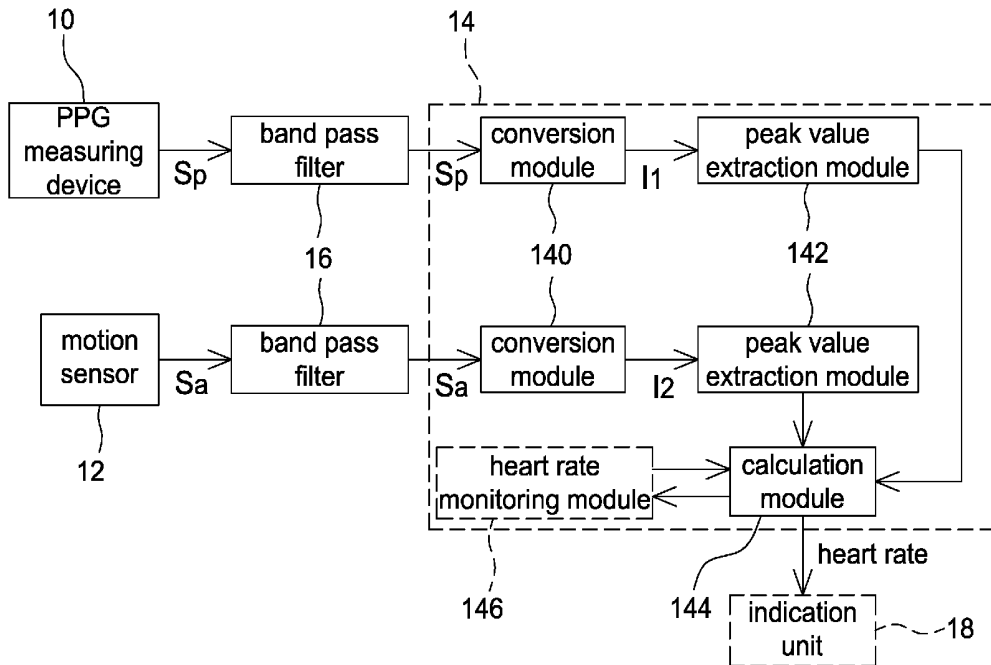 10
14
PPG
measuring
device
Sp
band pass
filter
Sp
conversion
module
I1
peak value
extraction module
16
140
142
motion
sensor
Sa
band pass
filter
Sa
conversion
module
I2
peak value
extraction module
12
heart rate
monitoring module
calculation
module
146
144
heart rate
indication
unit
18